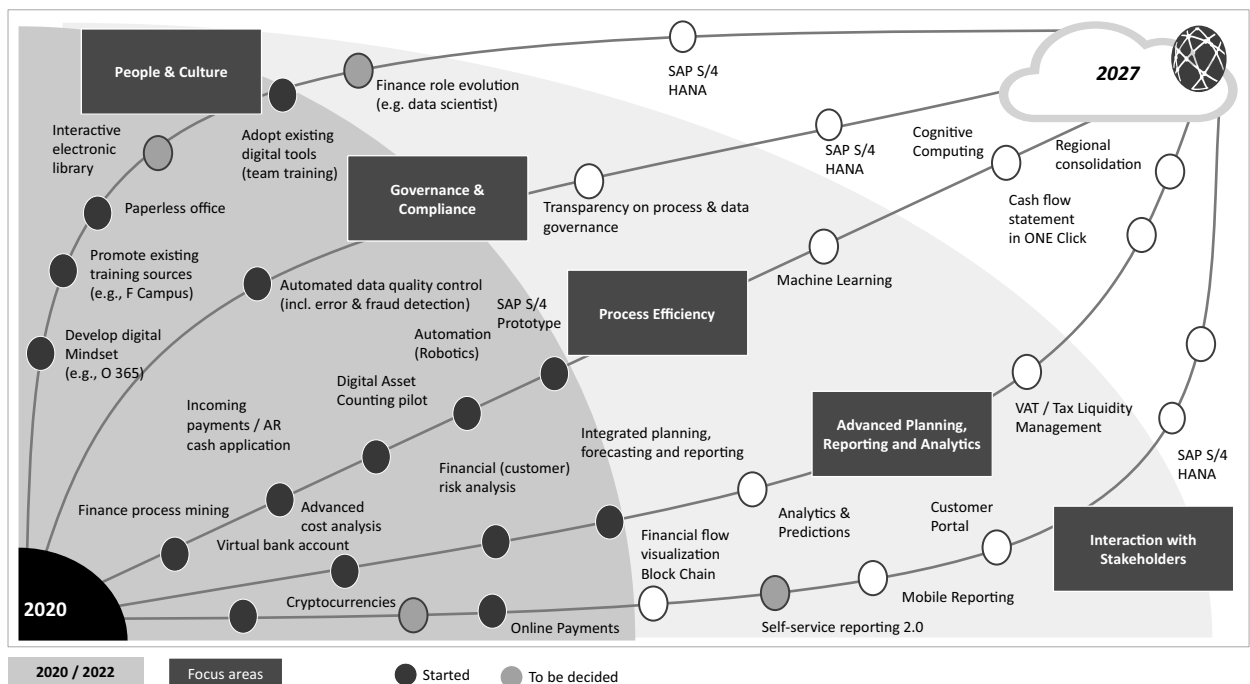 People & Culture
2027
SAP S/4
HANA
Finance role evolution
(e.g. data scientist)
Interactive
electronic
library
Adopt existing
digital tools
(team training)
Paperless office
Promote existing
training sources
(e.g., F Campus)
Develop digital
Mindset
(e.g., O 365)
Governance &
Compliance
SAP S/4
HANA
Transparency on process & data
governance
Automated data quality control
(incl. error & fraud detection)
Cognitive
Computing
Regional
consolidation
Cash flow
statement
in ONE Click
Machine Learning
Process Efficiency
SAP S/4
Prototype
Automation
(Robotics)
Digital Asset
Counting pilot
Incoming
payments / AR
cash application
Finance process mining
Advanced Planning,
Reporting and Analytics
VAT / Tax Liquidity
Management
Integrated planning,
forecasting and reporting
Financial (customer)
risk analysis
Advanced
cost analysis
Virtual bank account
Analytics &
Predictions
SAP S/4
HANA
Interaction with
Stakeholders
Customer
Portal
Mobile Reporting
Self-service reporting 2.0
Financial flow
visualization
Block Chain
Cryptocurrencies
Online Payments
2020
2020 / 2022
Focus areas
Started
To be decided